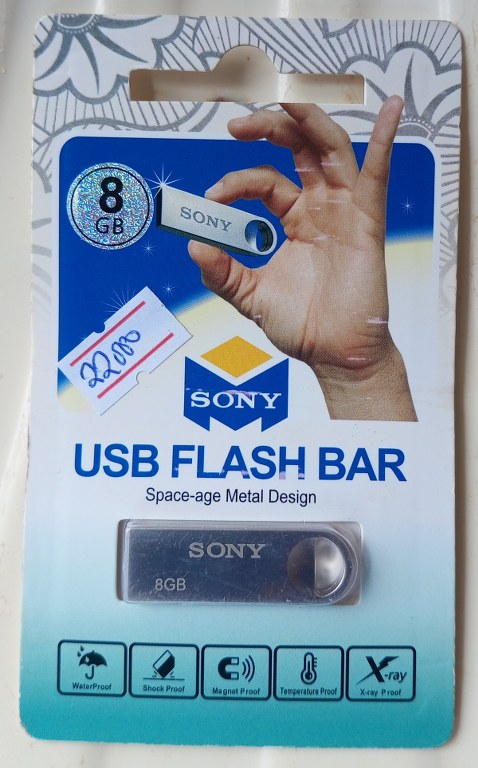 8
GB
SONY
22000
SONY
USB FLASH BAR
Space-age Metal Design
SONY
8GB
WaterProof
Shock Proof
Magnet Proof
Temperature Proof
X-ray
X-ray Proof